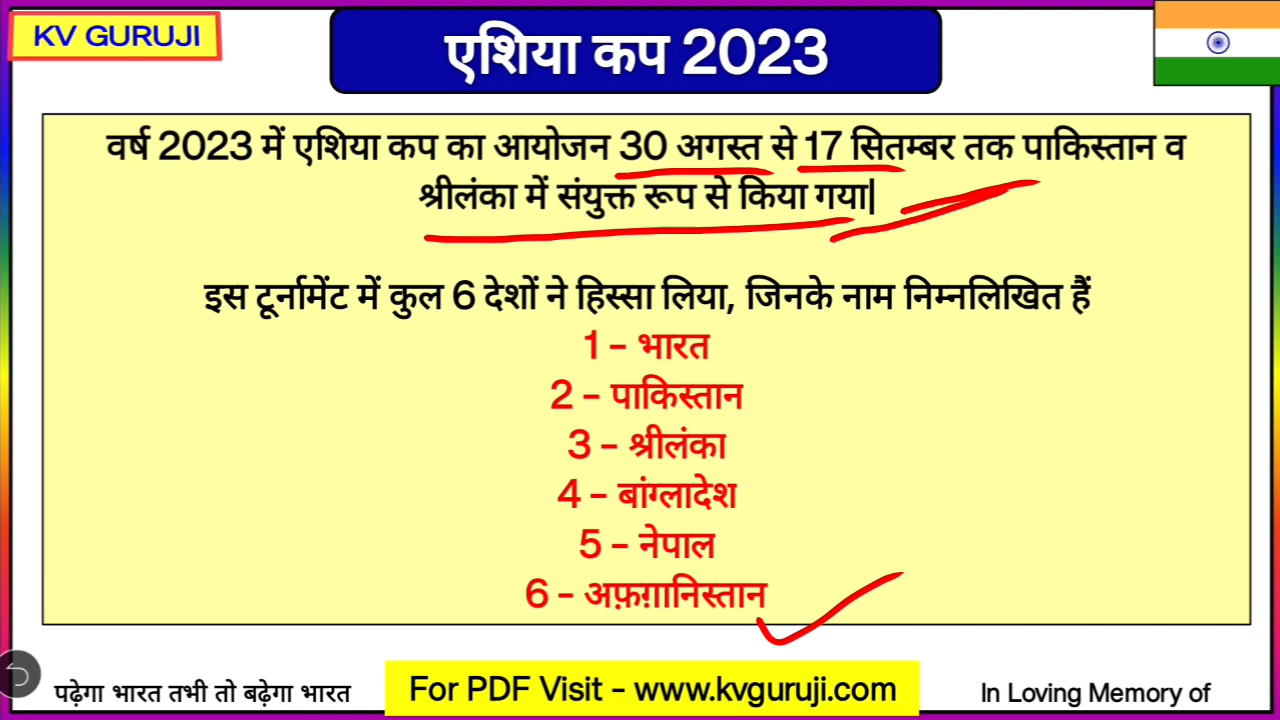 KV GURUJI
एशिया कप 2023
वर्ष 2023 में एशिया कप का आयोजन 30 अगस्त से 17 सितम्बर तक पाकिस्तान व
श्रीलंका में संयुक्त रूप से किया गया|
इस टूर्नामेंट में कुल 6 देशों ने हिस्सा लिया, जिनके नाम निम्नलिखित हैं
1 – भारत
2 – पाकिस्तान
3 – श्रीलंका
4 – बांग्लादेश
5 – नेपाल
6 – अफ़ग़ानिस्तान
पढ़ेगा भारत तभी तो बढ़ेगा भारत
For PDF Visit - www.kvguruji.com
In Loving Memory of